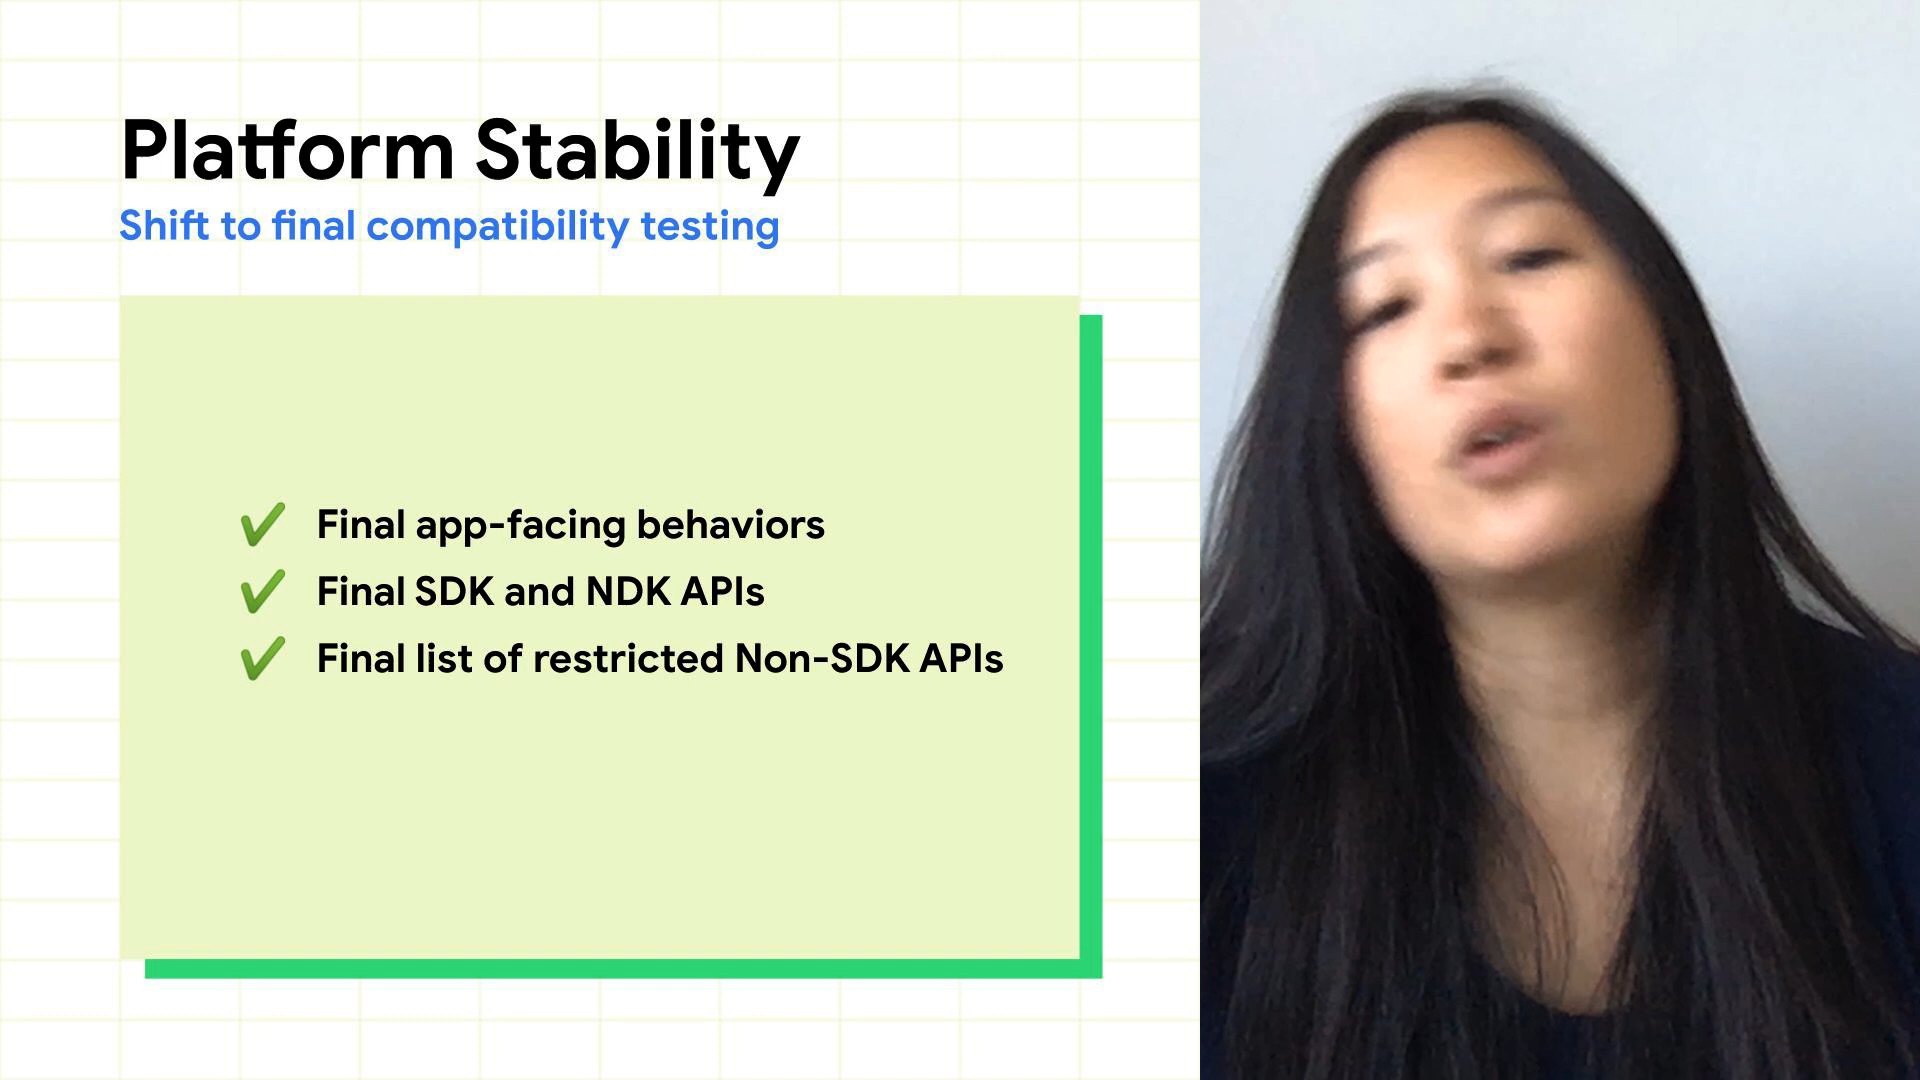 Platform Stability
Shift to final compatibility testing
✔ Final app-facing behaviors
✔ Final SDK and NDK APIs
✔ Final list of restricted Non-SDK APIs